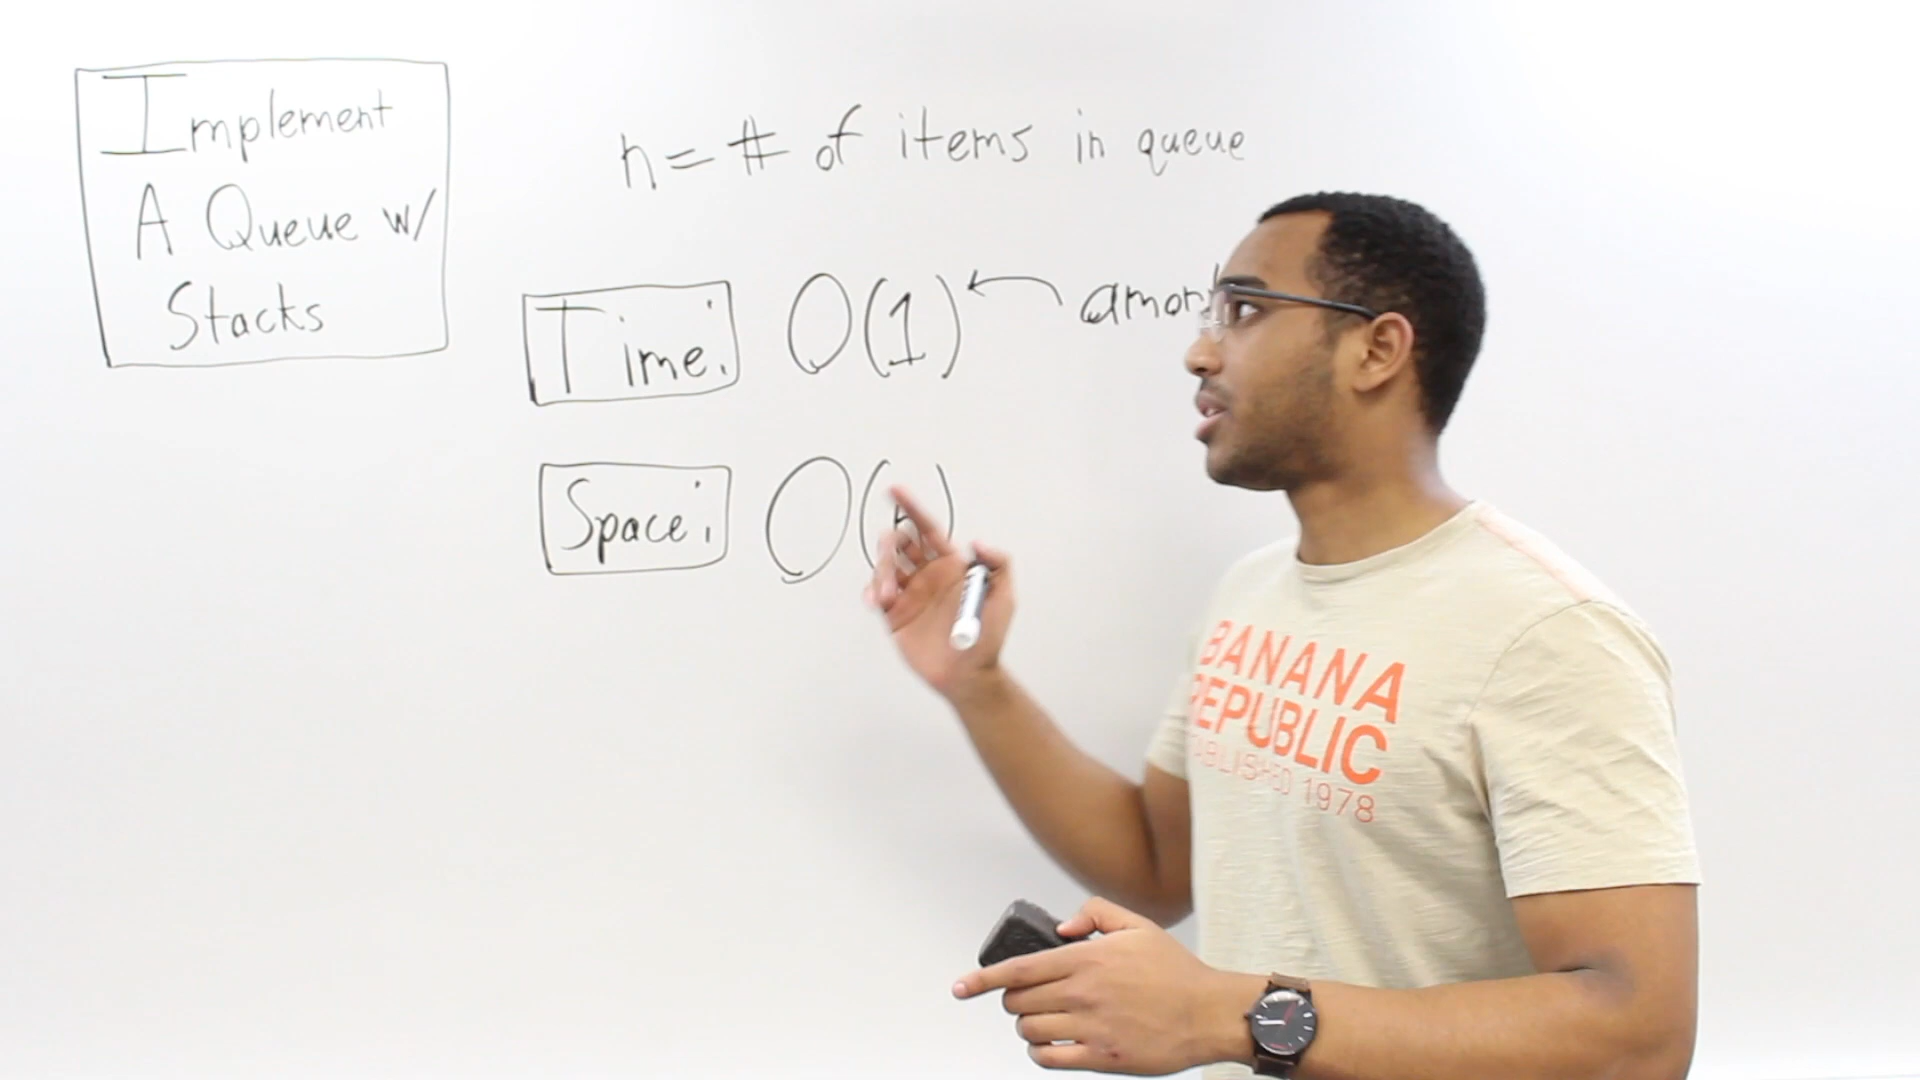 Implement
A Queue w/
Stacks
n = # of items in queue
Time: O(1)
Space: O(n)
BANANA
REPUBLIC
1978